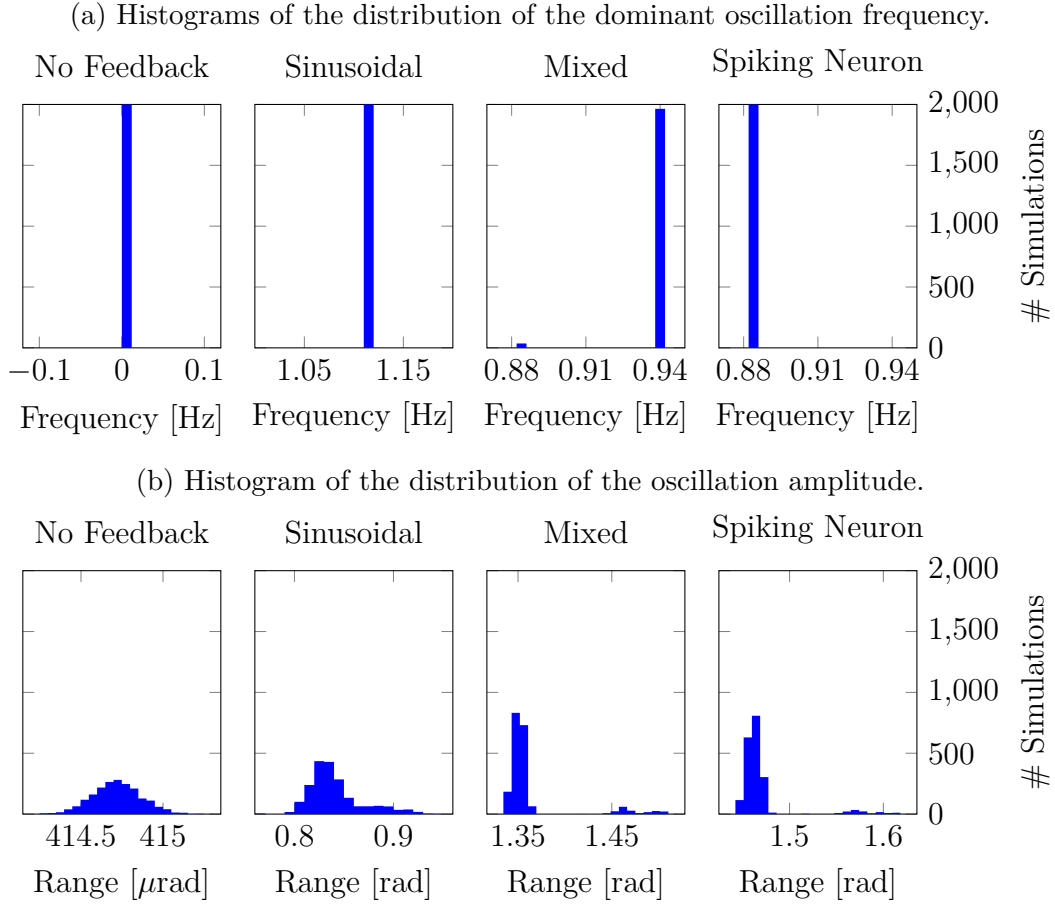 (a) Histograms of the distribution of the dominant oscillation frequency.
No Feedback Sinusoidal Mixed Spiking Neuron
2,000
1,500
1,000
500
0
# Simulations
−0.1 0 0.1 1.05 1.15 0.88 0.91 0.94 0.88 0.91 0.94
Frequency [Hz] Frequency [Hz] Frequency [Hz] Frequency [Hz]
(b) Histogram of the distribution of the oscillation amplitude.
No Feedback Sinusoidal Mixed Spiking Neuron
2,000
1,500
1,000
500
0
# Simulations
414.5 415 0.8 0.9 1.35 1.45 1.5 1.6
Range [μrad] Range [rad] Range [rad] Range [rad]